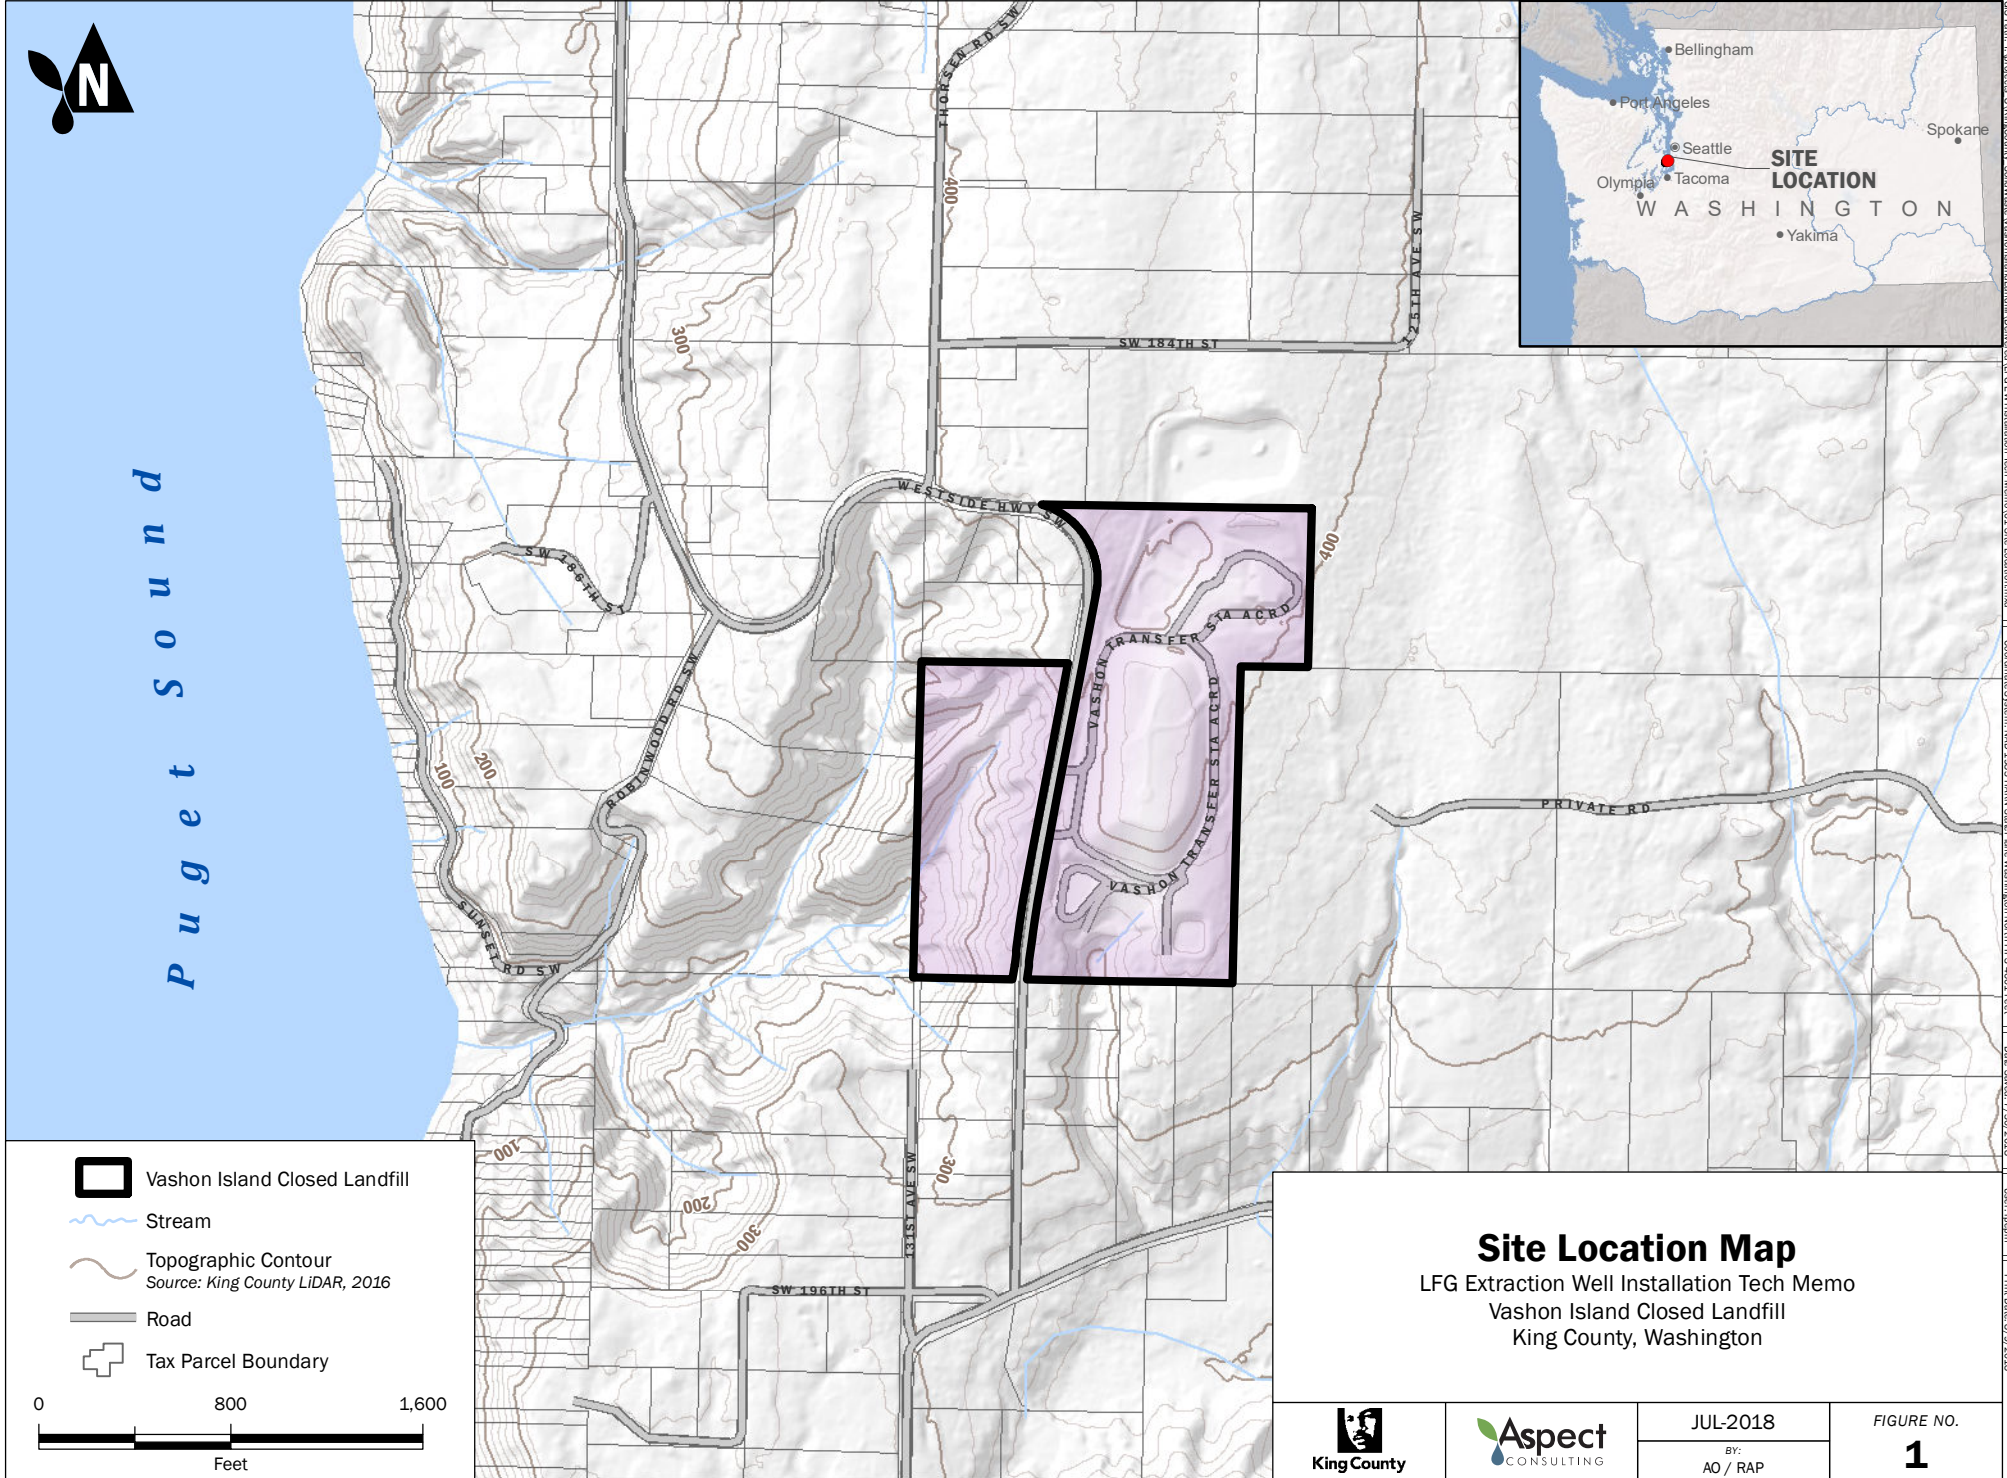 N
THORSEN RD SW
400
Bellingham
Port Angeles
Spokane
Seattle
SITE
LOCATION
Olympia
Tacoma
WASHINGTON
Yakima
125TH AVE SW
300
SW 184TH ST
Puget Sound
WESTSIDE HWY SW
400
SW 186TH ST
VASHON TRANSFER STA ACRD
ROBINWOOD RD SW
VASHON TRANSFER STA ACRD
200
100
PRIVATE RD
SUNSET RD SW
100
200
300
300
131ST AVE SW
SW 196TH ST
Vashon Island Closed Landfill
Stream
Topographic Contour
Source: King County LiDAR, 2016
Road
Tax Parcel Boundary
0 800 1,600
Feet
Site Location Map
LFG Extraction Well Installation Tech Memo
Vashon Island Closed Landfill
King County, Washington
King County
Aspect
CONSULTING
JUL-2018
BY:
AO / RAP
FIGURE NO.
1